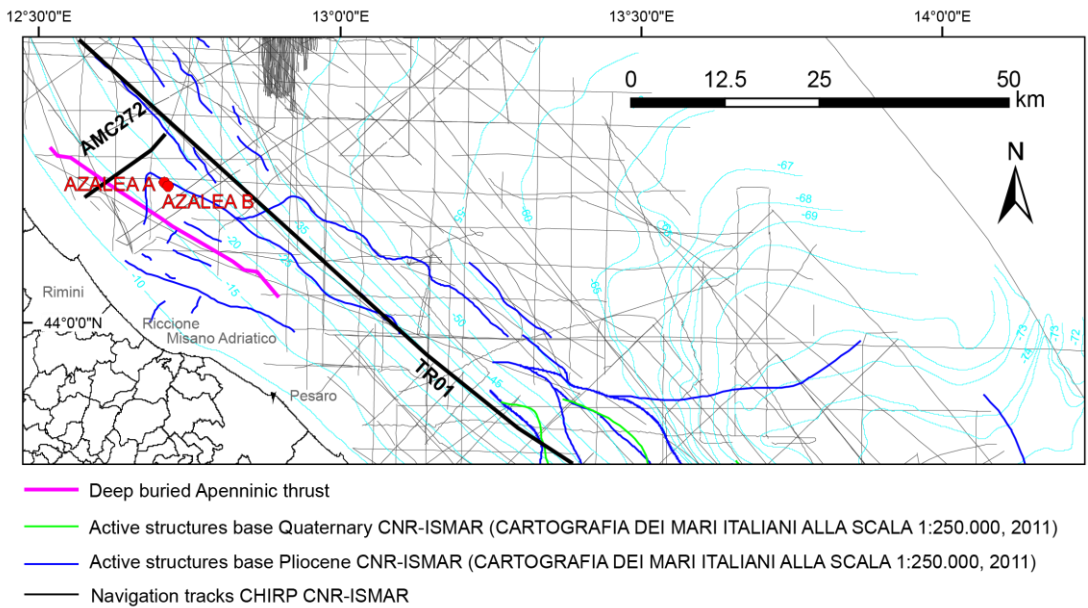 12°30'0"E 13°0'0"E 13°30'0"E 14°0'0"E
0 12.5 25 50
km
AMC272
N
-67
-68
-69
AZALEA A
AZALEA B
-20
-15
-10
-66
-50
Rimini
44°0'0"N
Riccione
Misano Adriatico
-73
-73
-72
TR01
-45
Pesaro
Deep buried Apenninic thrust
Active structures base Quaternary CNR-ISMAR (CARTOGRAFIA DEI MARI ITALIANI ALLA SCALA 1:250.000, 2011)
Active structures base Pliocene CNR-ISMAR (CARTOGRAFIA DEI MARI ITALIANI ALLA SCALA 1:250.000, 2011)
Navigation tracks CHIRP CNR-ISMAR